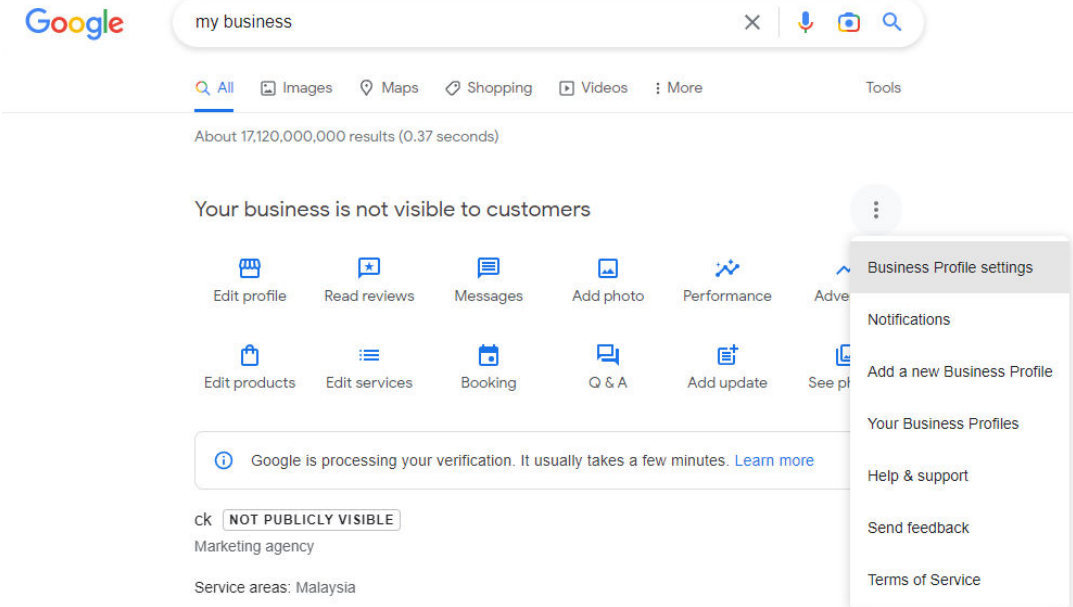 Google
my business
All Images Maps Shopping Videos More Tools
About 17,120,000,000 results (0.37 seconds)
Your business is not visible to customers
Edit profile Read reviews Messages Add photo Performance
Edit products Edit services Booking Q & A Add update See
Google is processing your verification. It usually takes a few minutes. Learn more
ck NOT PUBLICLY VISIBLE
Marketing agency
Service areas: Malaysia
Business Profile settings
Notifications
Add a new Business Profile
Your Business Profiles
Help & support
Send feedback
Terms of Service